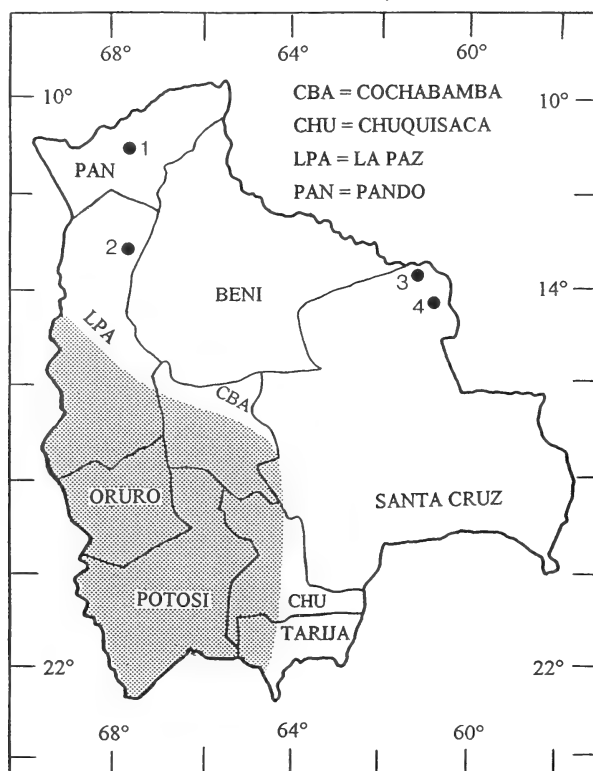 68° 64° 60°
10° 10°
CBA = COCHABAMBA
CHU = CHUQUISACA
LPA = LA PAZ
PAN = PANDO
1
PAN
2
3
14°
BENI
4
LPA
CBA
ORURO
SANTA CRUZ
POTOSI
CHU
TARIJA
22° 22°
68° 64° 60°